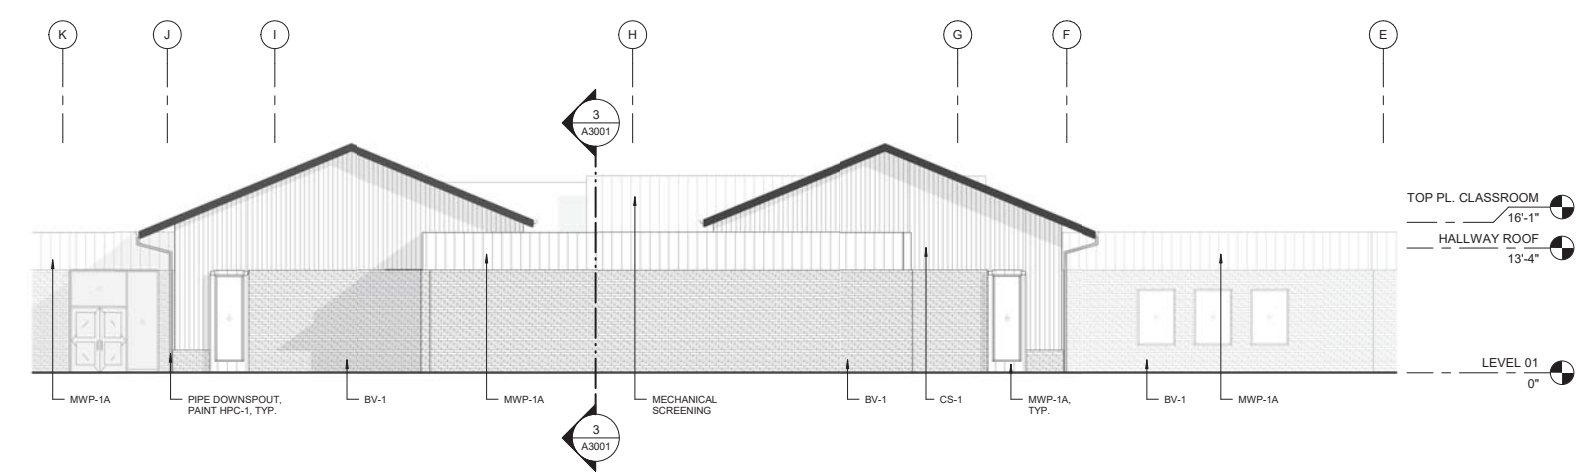 K J I H G F E
3
A3001
TOP PL. CLASSROOM
16'-1"
HALLWAY ROOF
13'-4"
LEVEL 01
0"
MWP-1A
PIPE DOWNSPOUT,
PAINT HPC-1, TYP.
BV-1
MWP-1A
MECHANICAL
SCREENING
BV-1
CS-1
MWP-1A,
TYP.
BV-1
MWP-1A
3
A3001